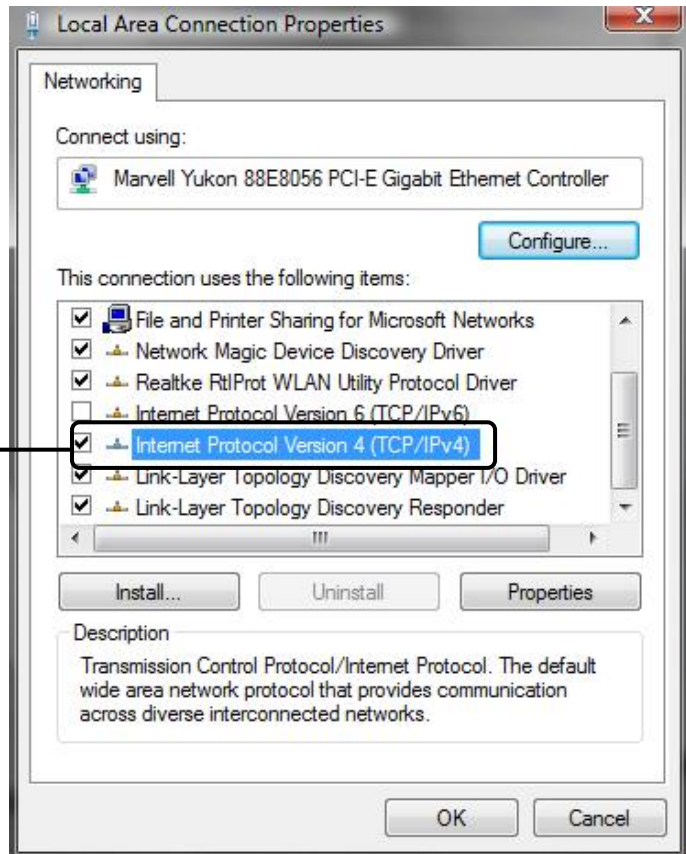 Local Area Connection Properties
Networking
Connect using:
Marvell Yukon 88E8056 PCI-E Gigabit Ethernet Controller
Configure...
This connection uses the following items:
File and Printer Sharing for Microsoft Networks
Network Magic Device Discovery Driver
Realtke RtlProt WLAN Utility Protocol Driver
Internet Protocol Version 6 (TCP/IPv6)
Internet Protocol Version 4 (TCP/IPv4)
Link-Layer Topology Discovery Mapper I/O Driver
Link-Layer Topology Discovery Responder
Install... Uninstall Properties
Description
Transmission Control Protocol/Internet Protocol. The default
wide area network protocol that provides communication
across diverse interconnected networks.
OK Cancel